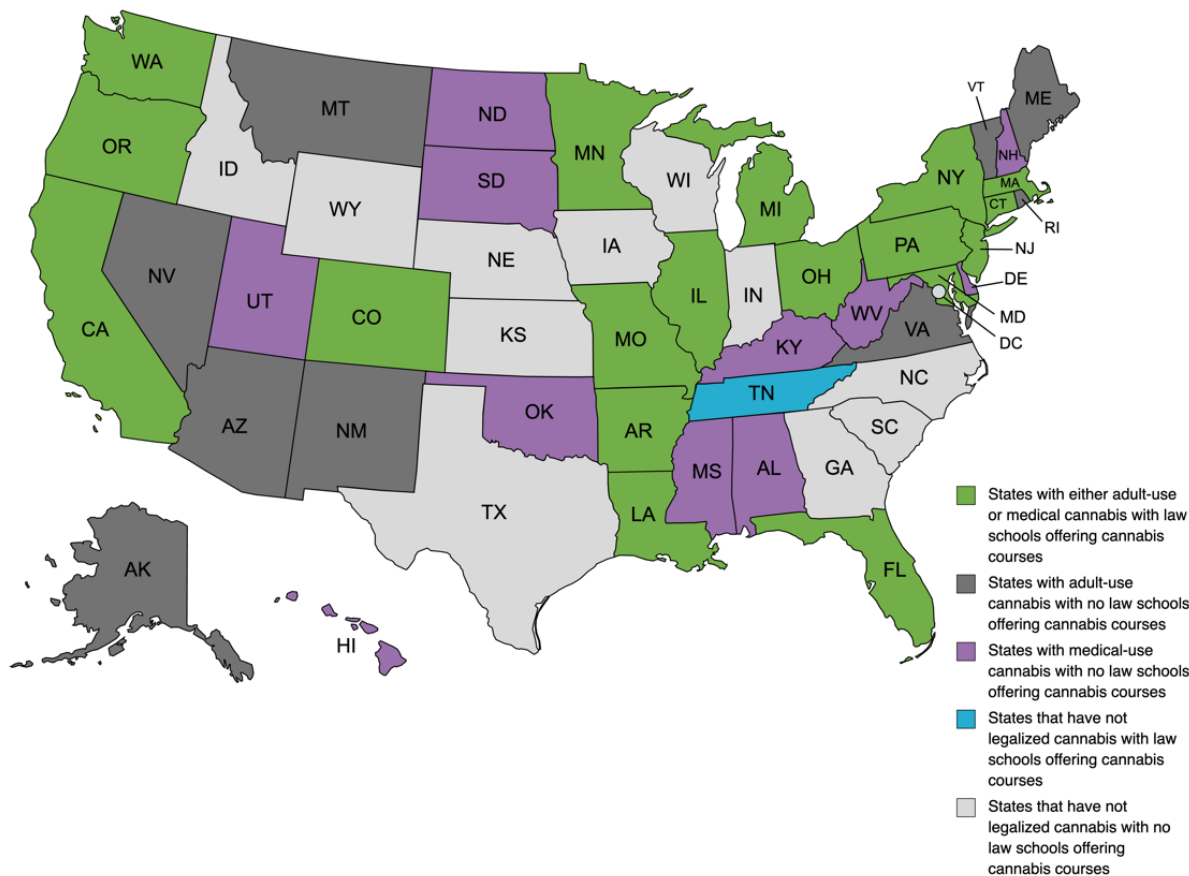 WA
MT
ND
MN
VT
ME
OR
ID
SD
WI
NH
NY
MA
WY
MI
CT
RI
IA
PA
NJ
NE
OH
NV
UT
IL
IN
DE
CO
WV
MD
CA
KS
MO
VA
DC
KY
NC
TN
AZ
NM
OK
AR
SC
MS
AL
GA
TX
LA
FL
AK
HI
States with either adult-use
or medical cannabis with law
schools offering cannabis
courses
States with adult-use
cannabis with no law schools
offering cannabis courses
States with medical-use
cannabis with no law schools
offering cannabis courses
States that have not
legalized cannabis with law
schools offering cannabis
courses
States that have not
legalized cannabis with no
law schools offering
cannabis courses